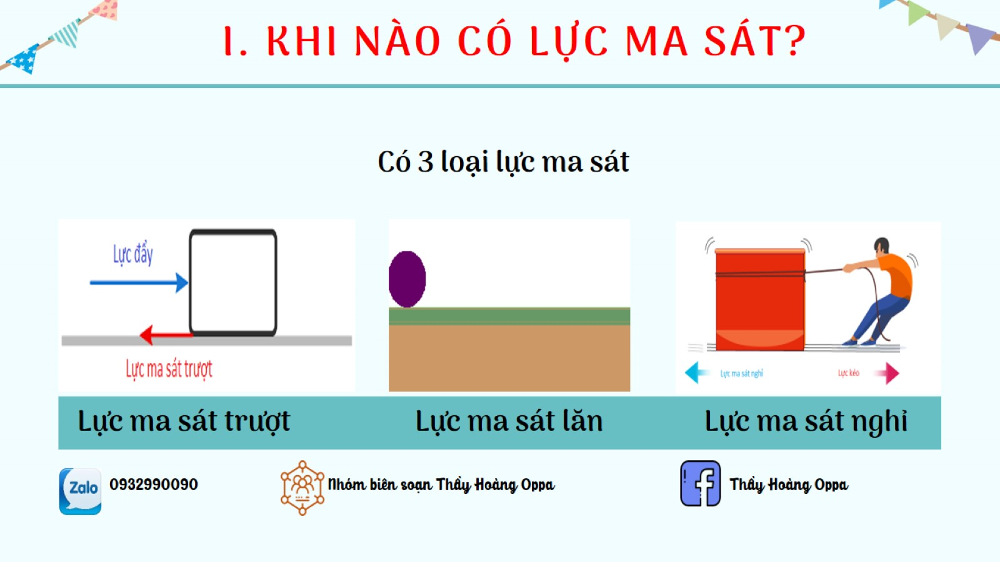 I. KHI NÀO CÓ LỰC MA SÁT?
Có 3 loại lực ma sát
Lực đẩy
Lực ma sát trượt
Lực ma sát nghỉ
Lực kéo
Lực ma sát trượt
Lực ma sát lăn
Lực ma sát nghỉ
Zalo
0932990090
Nhóm biên soạn Thầy Hoàng Oppa
Thầy Hoàng Oppa